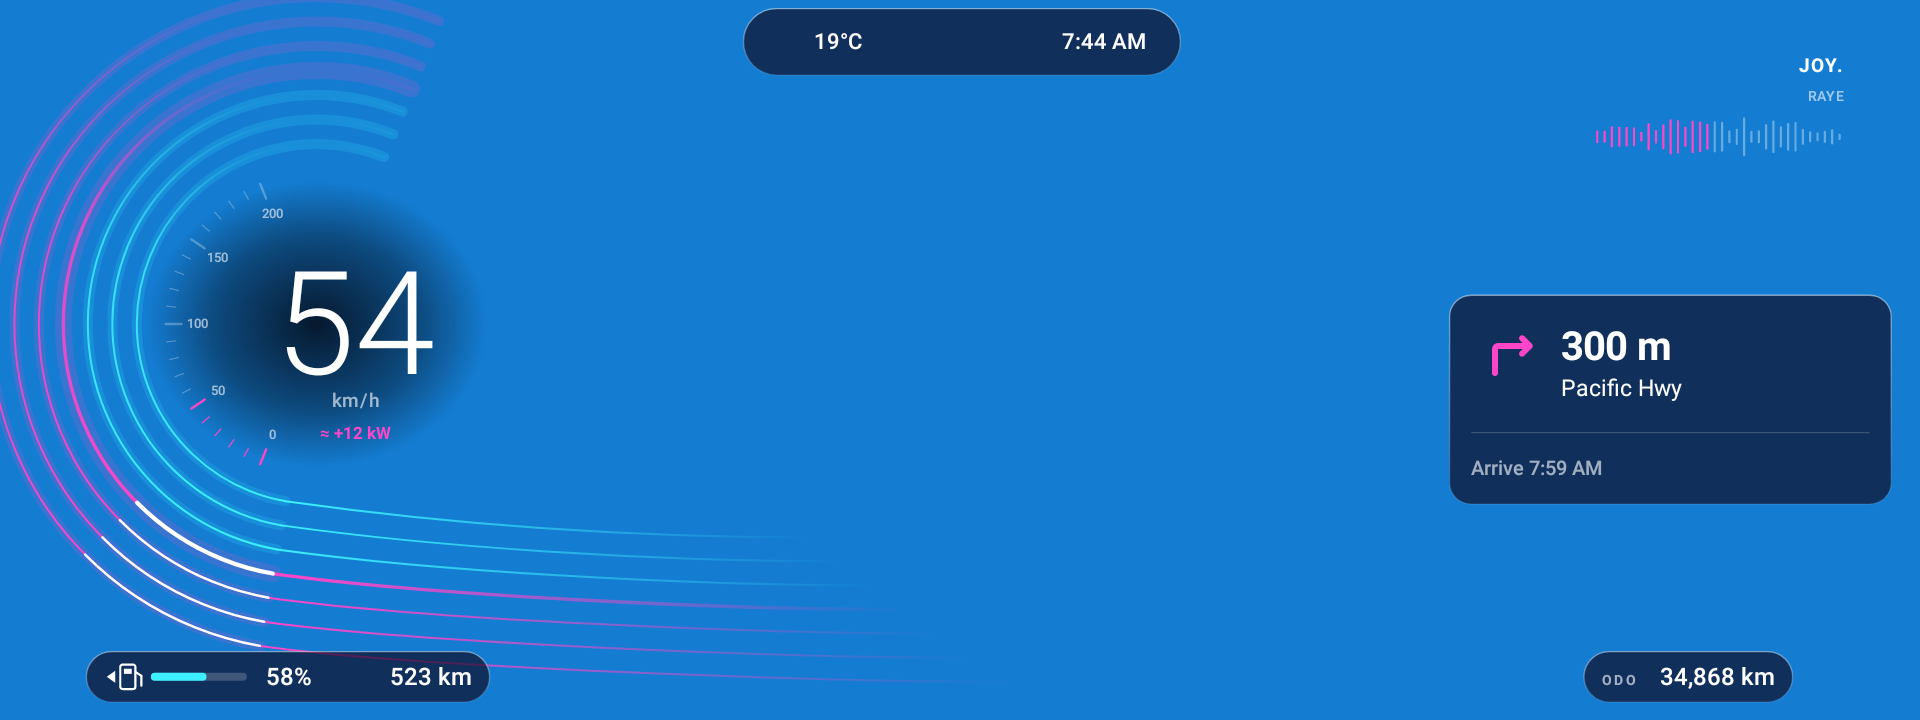 19°C
7:44 AM
JOY.
RAYE
200
150
100
50
0
54
km/h
≈ +12 kW
300 m
Pacific Hwy
Arrive 7:59 AM
58%
523 km
ODO
34,868 km